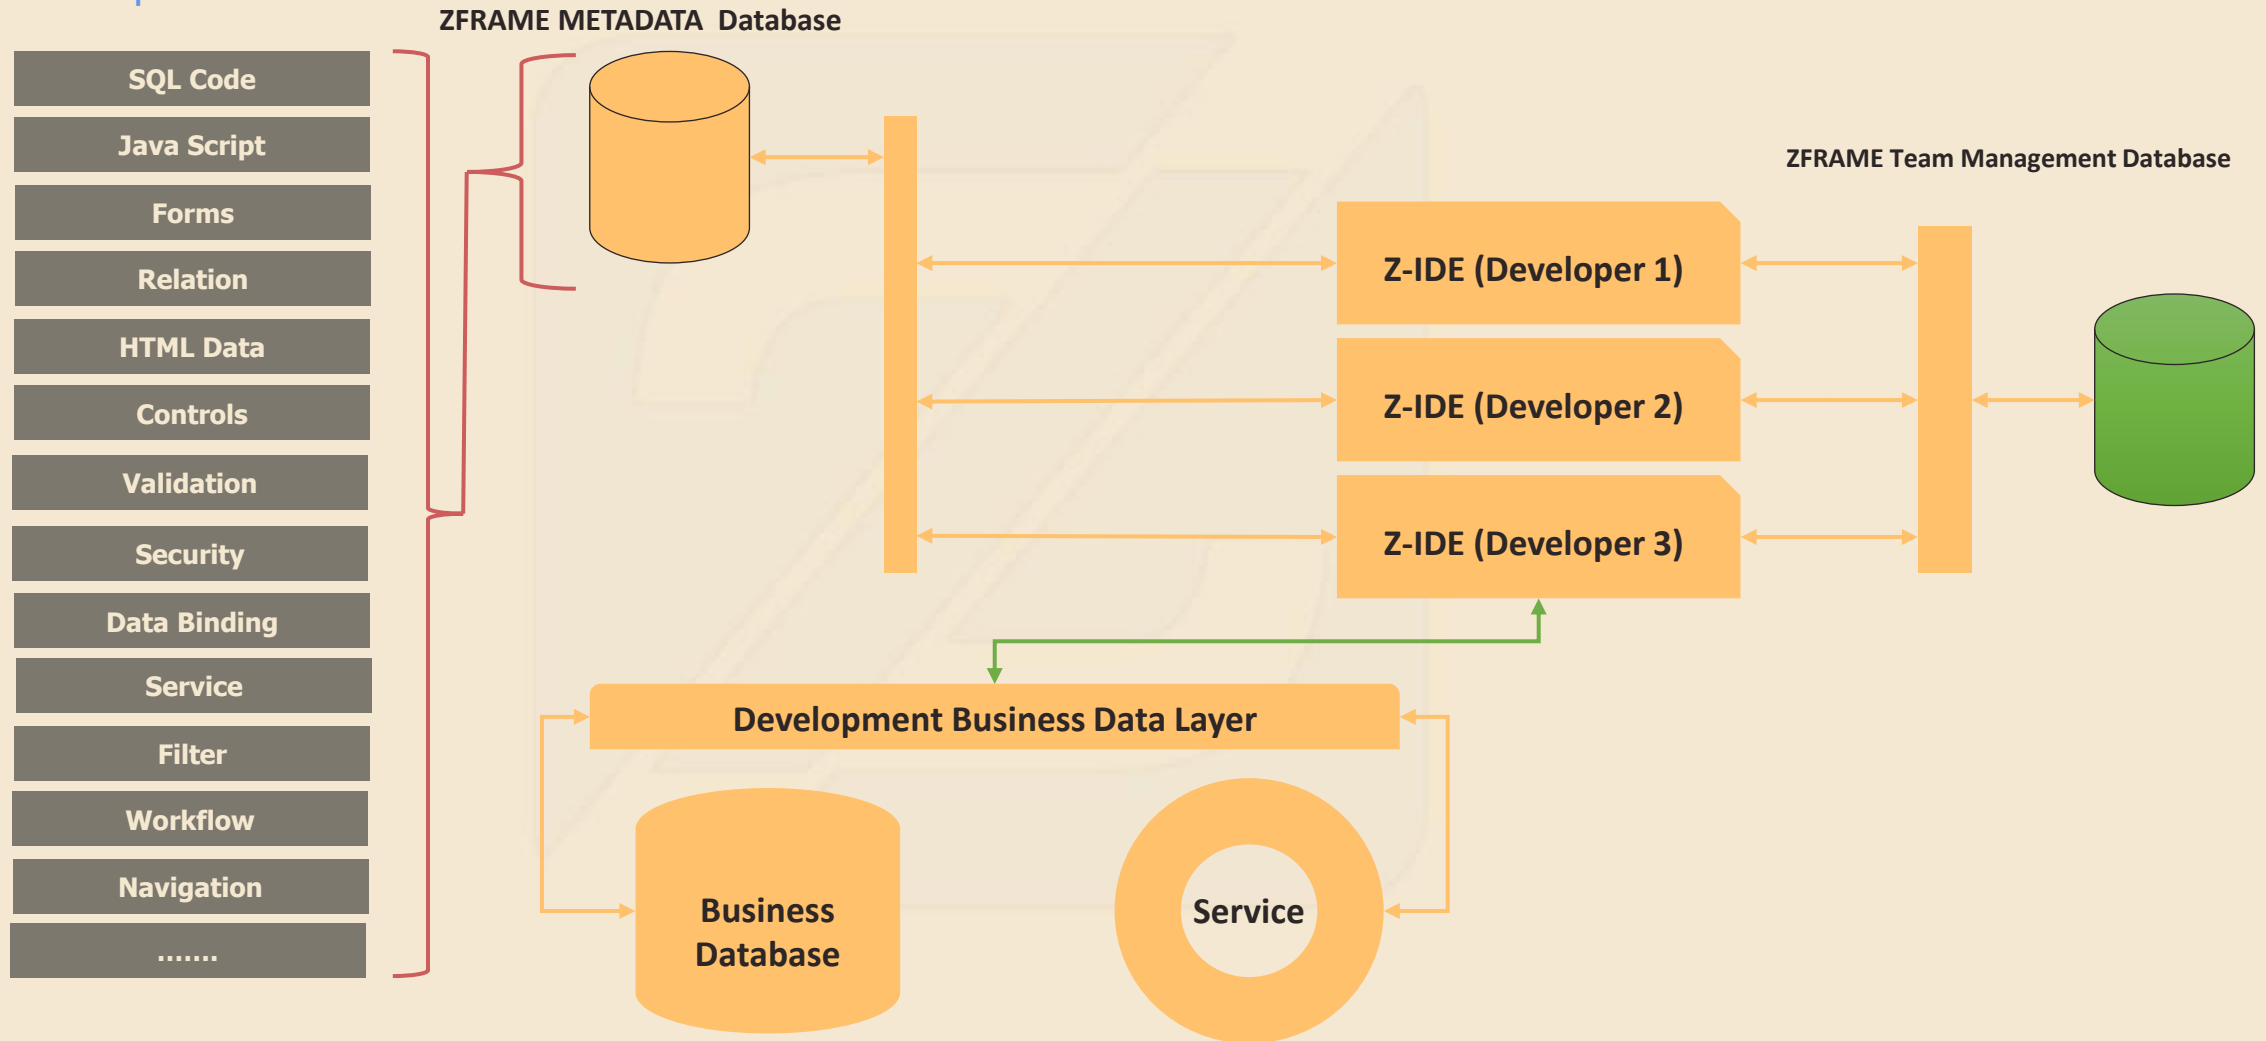 ZFRAME METADATA Database
SQL Code
Java Script
Forms
Relation
HTML Data
Controls
Validation
Security
Data Binding
Service
Filter
Workflow
Navigation
.......
ZFRAME Team Management Database
Z-IDE (Developer 1)
Z-IDE (Developer 2)
Z-IDE (Developer 3)
Development Business Data Layer
Business
Database
Service